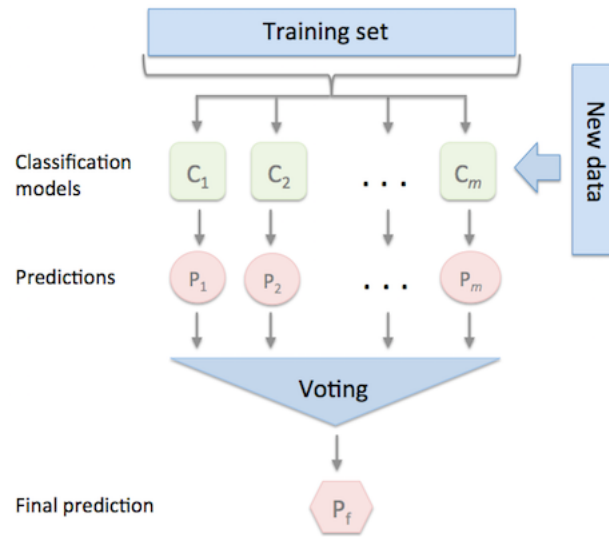 Training set
New data
Classification
models
C1 C2 . . . Cm
Predictions
P1 P2 . . . Pm
Voting
Final prediction
Pf